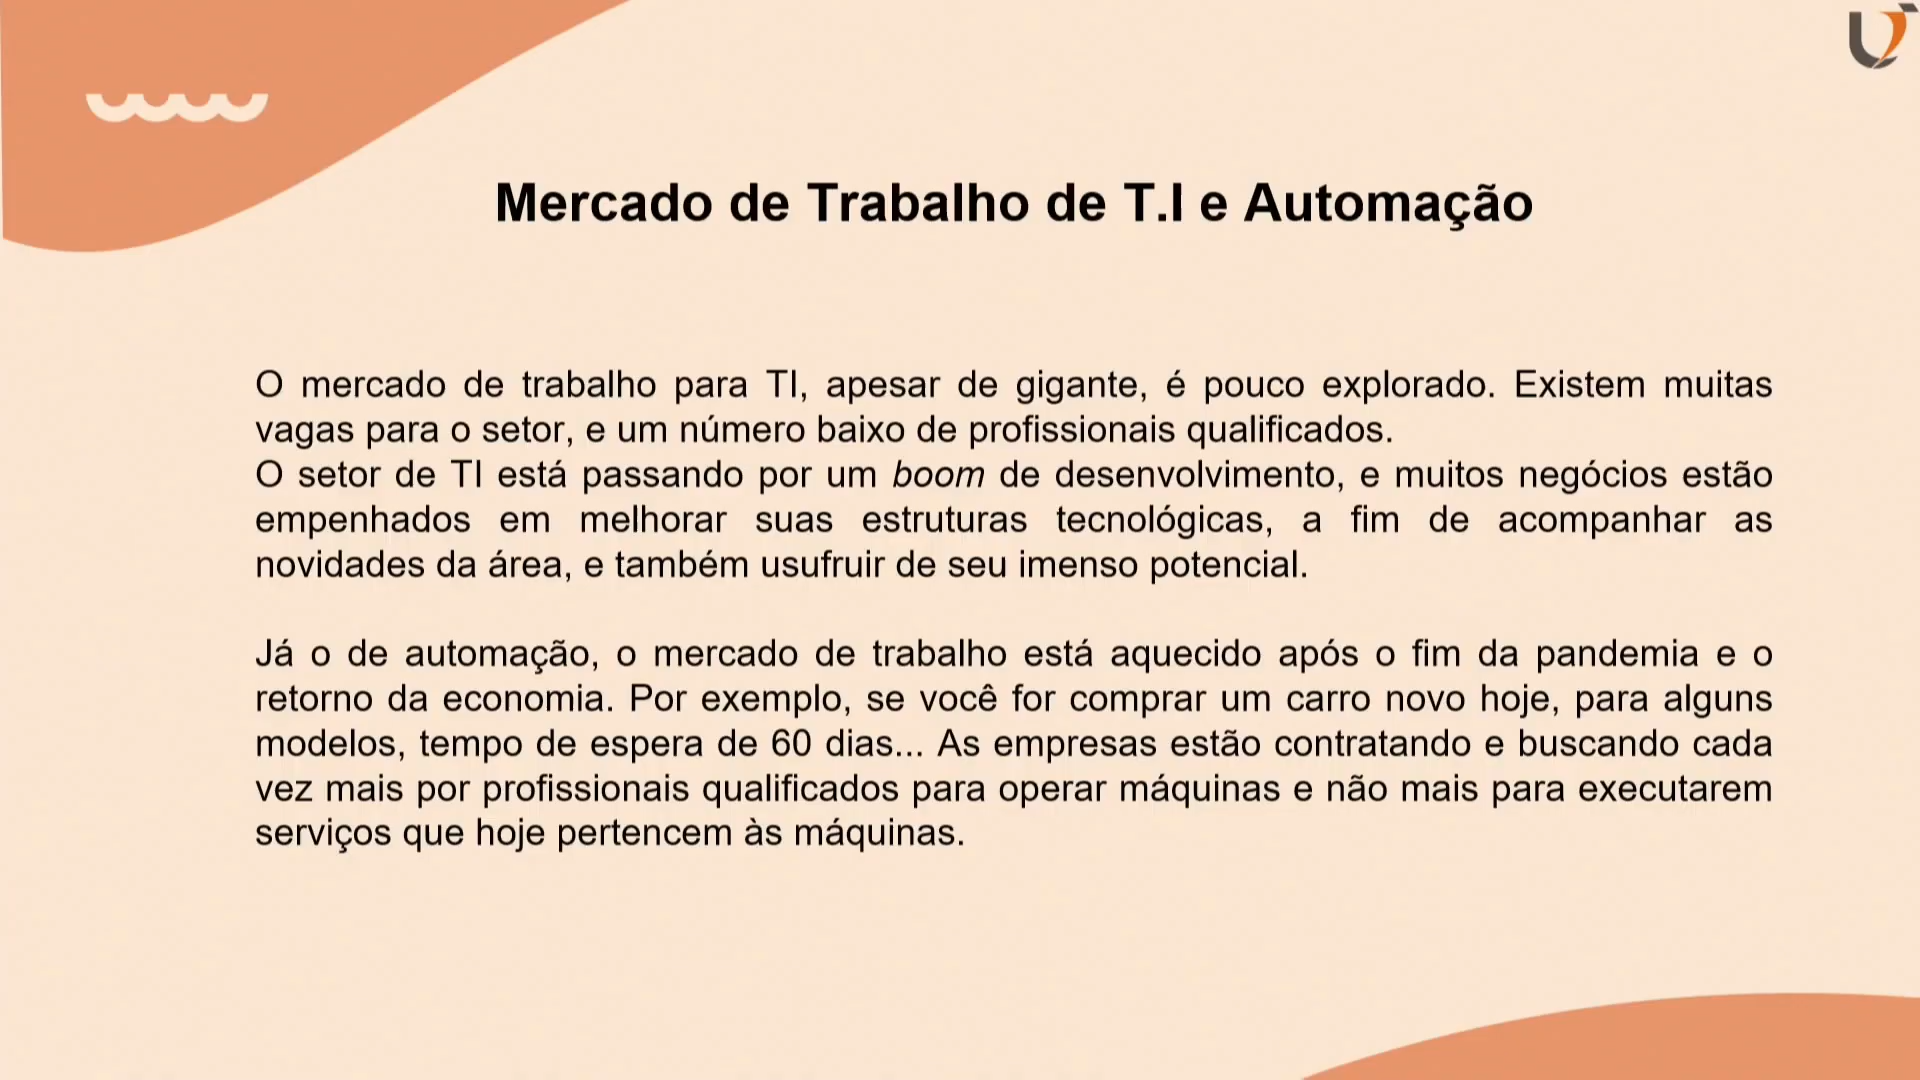 Mercado de Trabalho de T.I e Automação
O mercado de trabalho para TI, apesar de gigante, é pouco explorado. Existem muitas
vagas para o setor, e um número baixo de profissionais qualificados.
O setor de TI está passando por um boom de desenvolvimento, e muitos negócios estão
empenhados em melhorar suas estruturas tecnológicas, a fim de acompanhar as
novidades da área, e também usufruir de seu imenso potencial.
Já o de automação, o mercado de trabalho está aquecido após o fim da pandemia e o
retorno da economia. Por exemplo, se você for comprar um carro novo hoje, para alguns
modelos, tempo de espera de 60 dias... As empresas estão contratando e buscando cada
vez mais por profissionais qualificados para operar máquinas e não mais para executarem
serviços que hoje pertencem às máquinas.